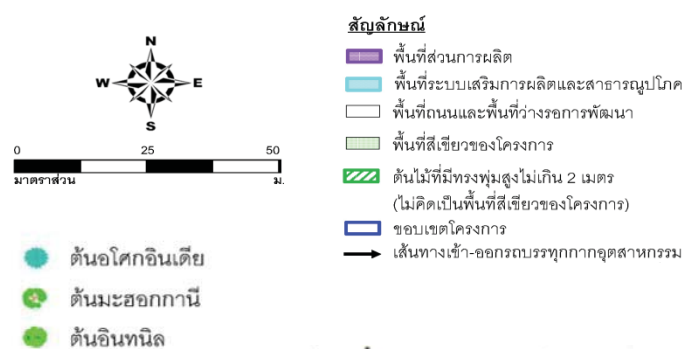 N
W E
S
0 25 50
มาตราส่วน ม.
ต้นอโศกอินเดีย
ต้นมะฮอกกานี
ต้นอินทนิล
สัญลักษณ์
พื้นที่ส่วนการผลิต
พื้นที่ระบบเสริมการผลิตและสาธารณูปโภค
พื้นที่ถนนและพื้นที่ว่างรอการพัฒนา
พื้นที่สีเขียวของโครงการ
ต้นไม้ที่มีทรงพุ่มสูงไม่เกิน 2 เมตร
(ไม่คิดเป็นพื้นที่สีเขียวของโครงการ)
ขอบเขตโครงการ
เส้นทางเข้า-ออกรถบรรทุกกากอุตสาหกรรม